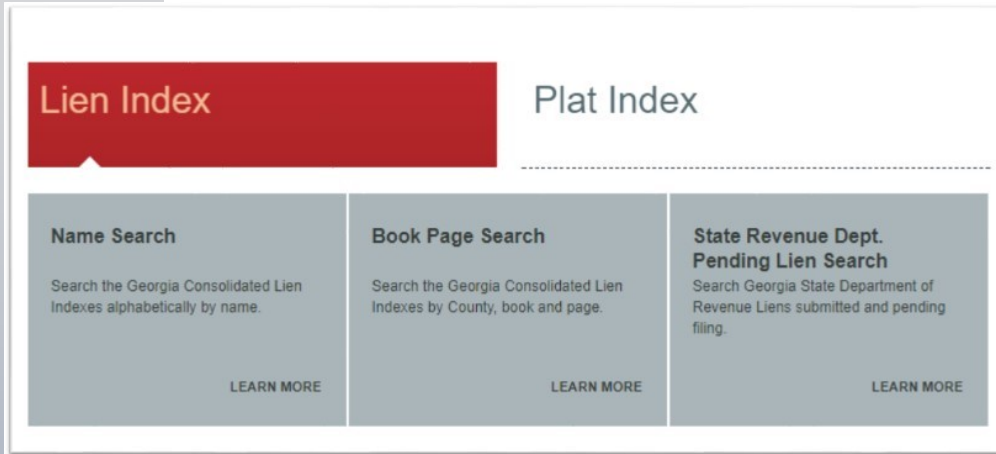 Lien Index
Plat Index
Name Search
Search the Georgia Consolidated Lien
Indexes alphabetically by name.
LEARN MORE
Book Page Search
Search the Georgia Consolidated Lien
Indexes by County, book and page.
LEARN MORE
State Revenue Dept.
Pending Lien Search
Search Georgia State Department of
Revenue Liens submitted and pending
filing.
LEARN MORE